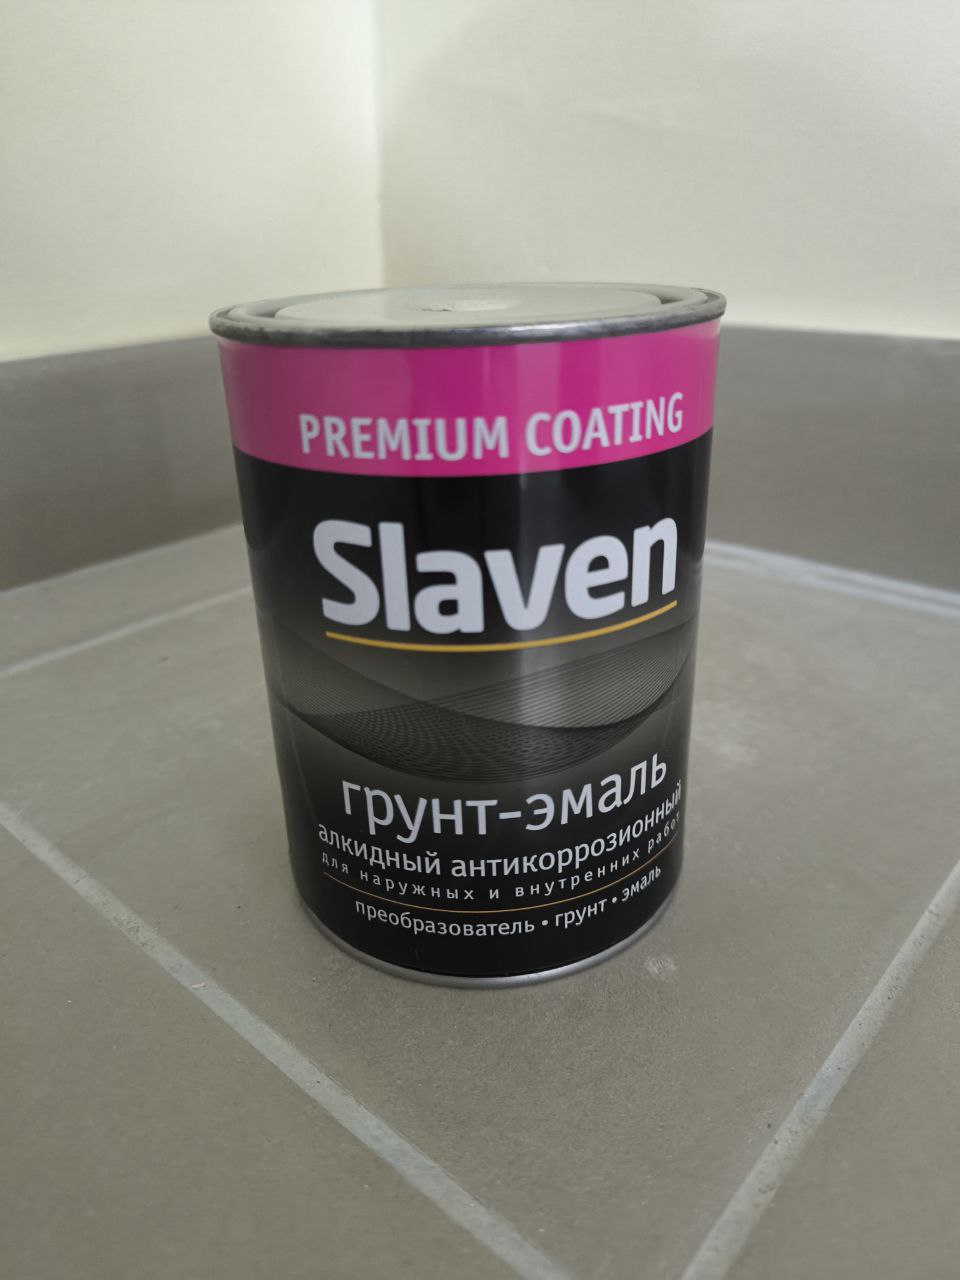 PREMIUM COATING
Slaven
грунт-эмаль
алкидный антикоррозионный
для наружных и внутренних работ
преобразователь • грунт • эмаль